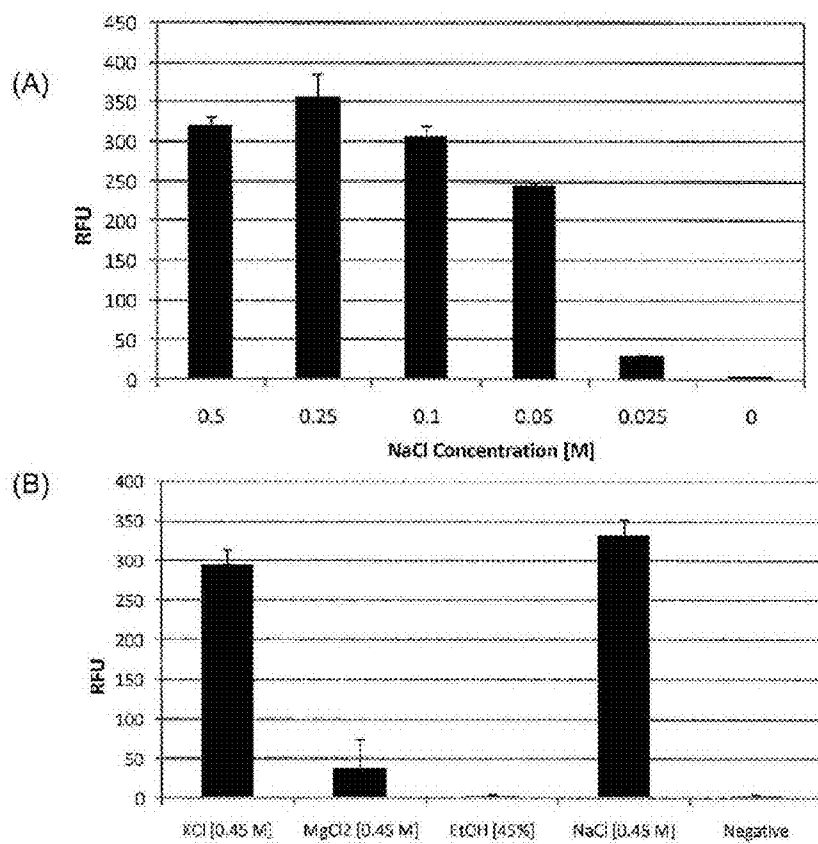 (A)
450
400
350
300
250
200
150
100
50
0
RFU
0.5 0.25 0.1 0.05 0.025 0
NaCl Concentration [M]
(B)
400
350
300
250
200
150
100
50
0
RFU
KCl [0.45 M] MgCl2 [0.45 M] EtOH [45%] NaCl [0.45 M] Negative